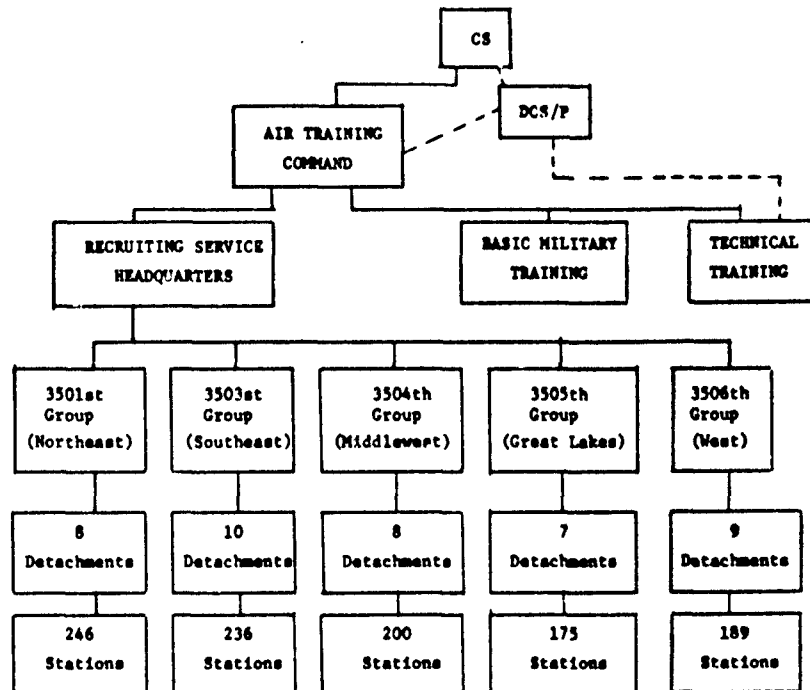 CS
DCS/P
AIR TRAINING
COMMAND
RECRUITING SERVICE
HEADQUARTERS
BASIC MILITARY
TRAINING
TECHNICAL
TRAINING
3501st
Group
(Northeast)
3503st
Group
(Southeast)
3504th
Group
(Middlewest)
3505th
Group
(Great Lakes)
3506th
Group
(West)
8
Detachments
10
Detachments
8
Detachments
7
Detachments
9
Detachments
246
Stations
236
Stations
200
Stations
175
Stations
189
Stations